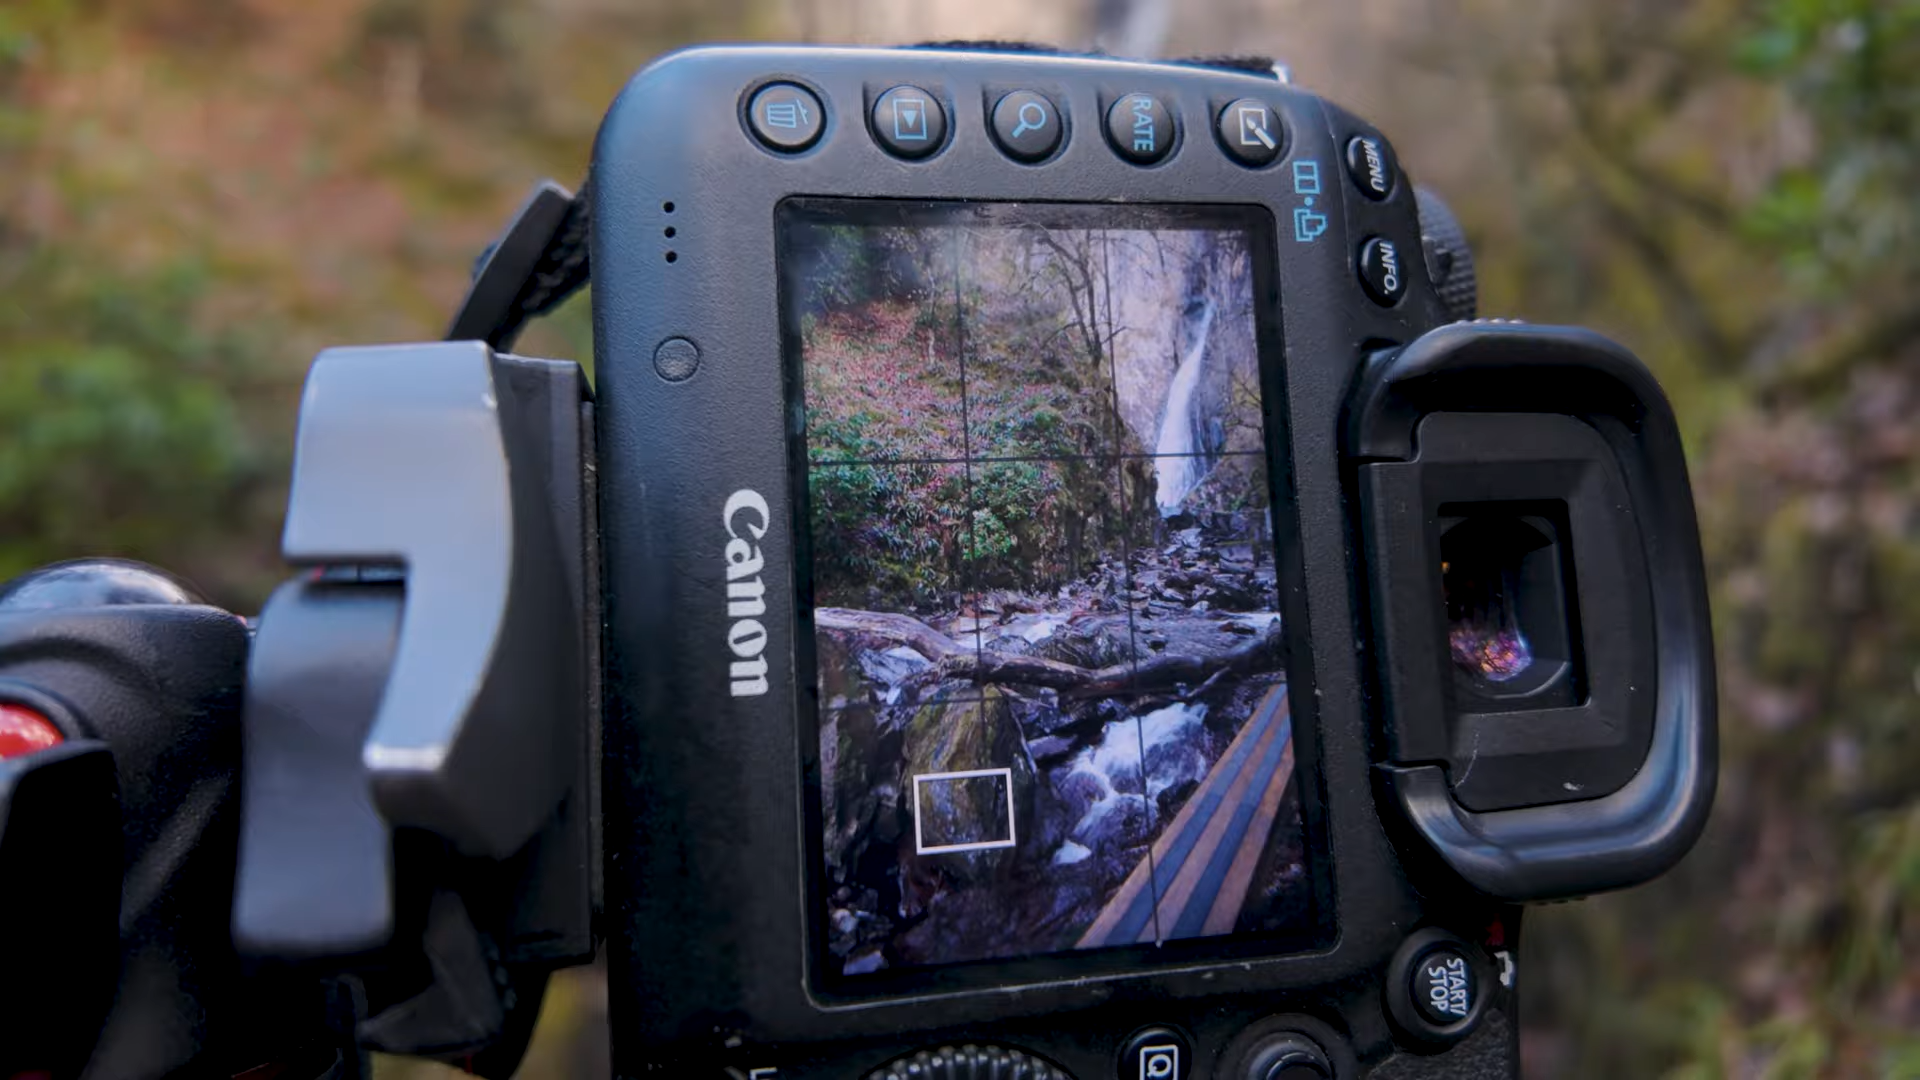 RATE
MENU
INFO.
Canon
START/
STOP
Q
L